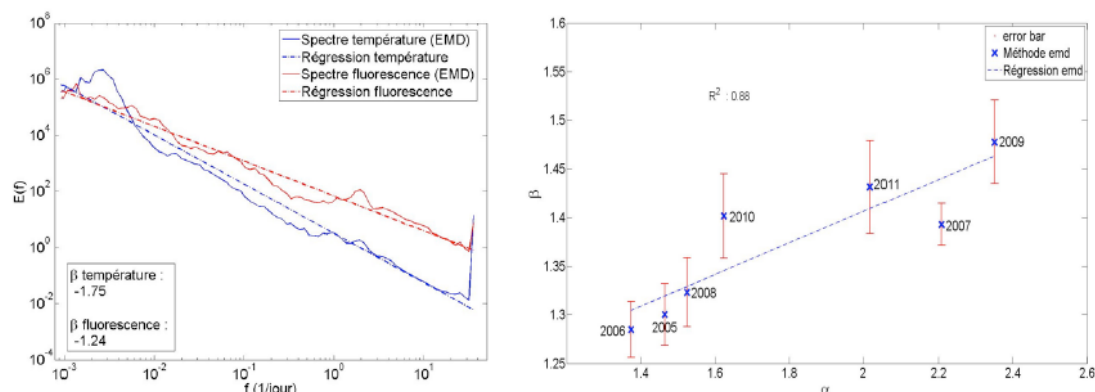 10^8
10^6
10^4
10^2
10^0
10^-2
10^-4
E(f)
Spectre température (EMD)
Régression température
Spectre fluorescence (EMD)
Régression fluorescence
β température :
-1.75
β fluorescence :
-1.24
10^-3 10^-2 10^-1 10^0 10^1
f (1/jour)
1.6
1.55
1.5
1.45
1.4
1.35
1.3
1.25
β
error bar
Méthode emd
Régression emd
R^2 : 0.88
2009
2011
2007
2010
2008
2005
2006
1.4 1.6 1.8 2 2.2 2.4 2.6
α